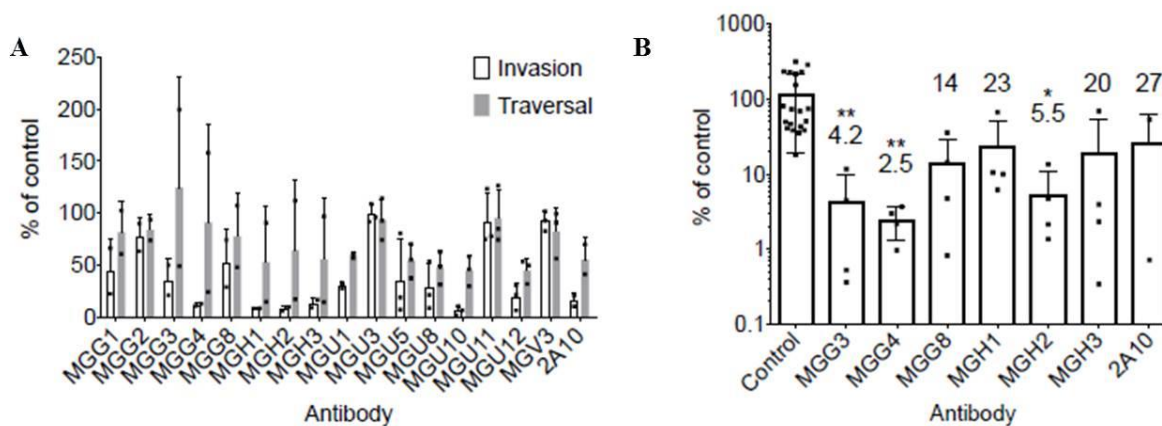 A
% of control
250
200
150
100
50
0
Invasion
Traversal
MGG1
MGG2
MGG3
MGG4
MGG8
MGH1
MGH2
MGH3
MGU1
MGU3
MGU5
MGU8
MGU10
MGU11
MGU12
MGV3
2A10
Antibody
B
% of control
1000
100
10
1
0.1
**
4.2
**
2.5
14
23
*
5.5
20
27
Control
MGG3
MGG4
MGG8
MGH1
MGH2
MGH3
2A10
Antibody